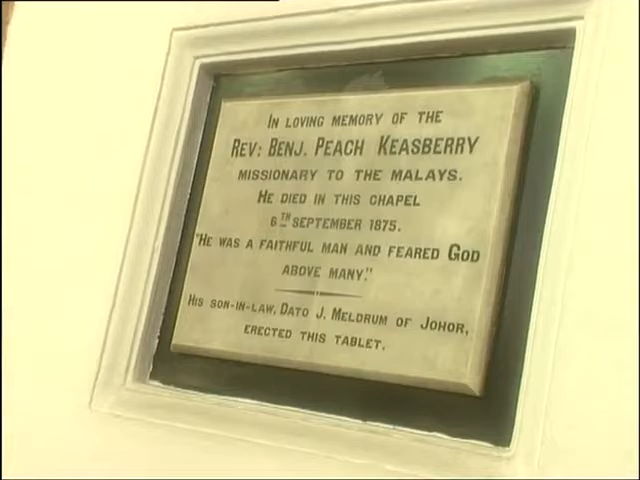 IN LOVING MEMORY OF THE
REV: BENJ. PEACH KEASBERRY
MISSIONARY TO THE MALAYS.
HE DIED IN THIS CHAPEL
6TH SEPTEMBER 1875.
"HE WAS A FAITHFUL MAN AND FEARED GOD
ABOVE MANY."
HIS SON-IN-LAW, DATO J. MELDRUM OF JOHOR,
ERECTED THIS TABLET.